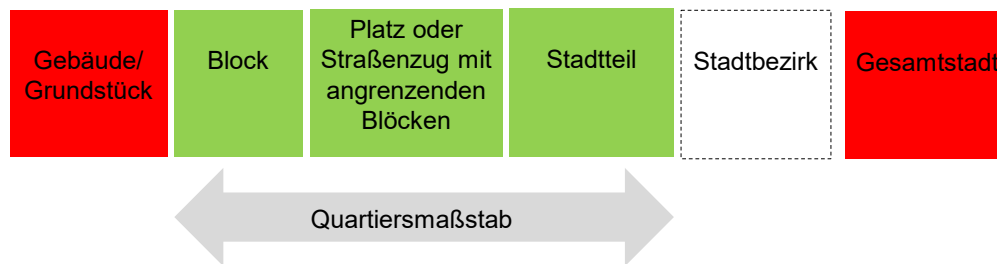 Gebäude/
Grundstück
Block
Platz oder
Straßenzug mit
angrenzenden
Blöcken
Stadtteil
Stadtbezirk
Gesamtstadt
Quartiersmaßstab